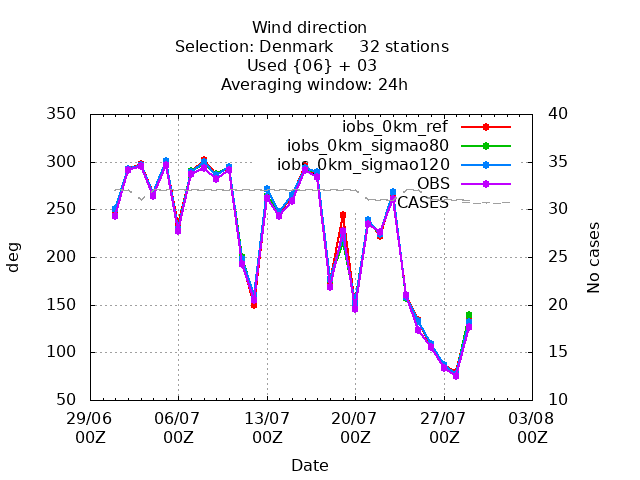 Wind direction
Selection: Denmark 32 stations
Used {06} + 03
Averaging window: 24h
350 40
iobs_0km_ref
iobs_0km_sigmao80
300 iobs_0km_sigmao120 35
OBS
CASES
250 30
deg
200 25
No cases
150 20
100 15
50 10
29/06 06/07 13/07 20/07 27/07 03/08
00Z 00Z 00Z 00Z 00Z 00Z
Date